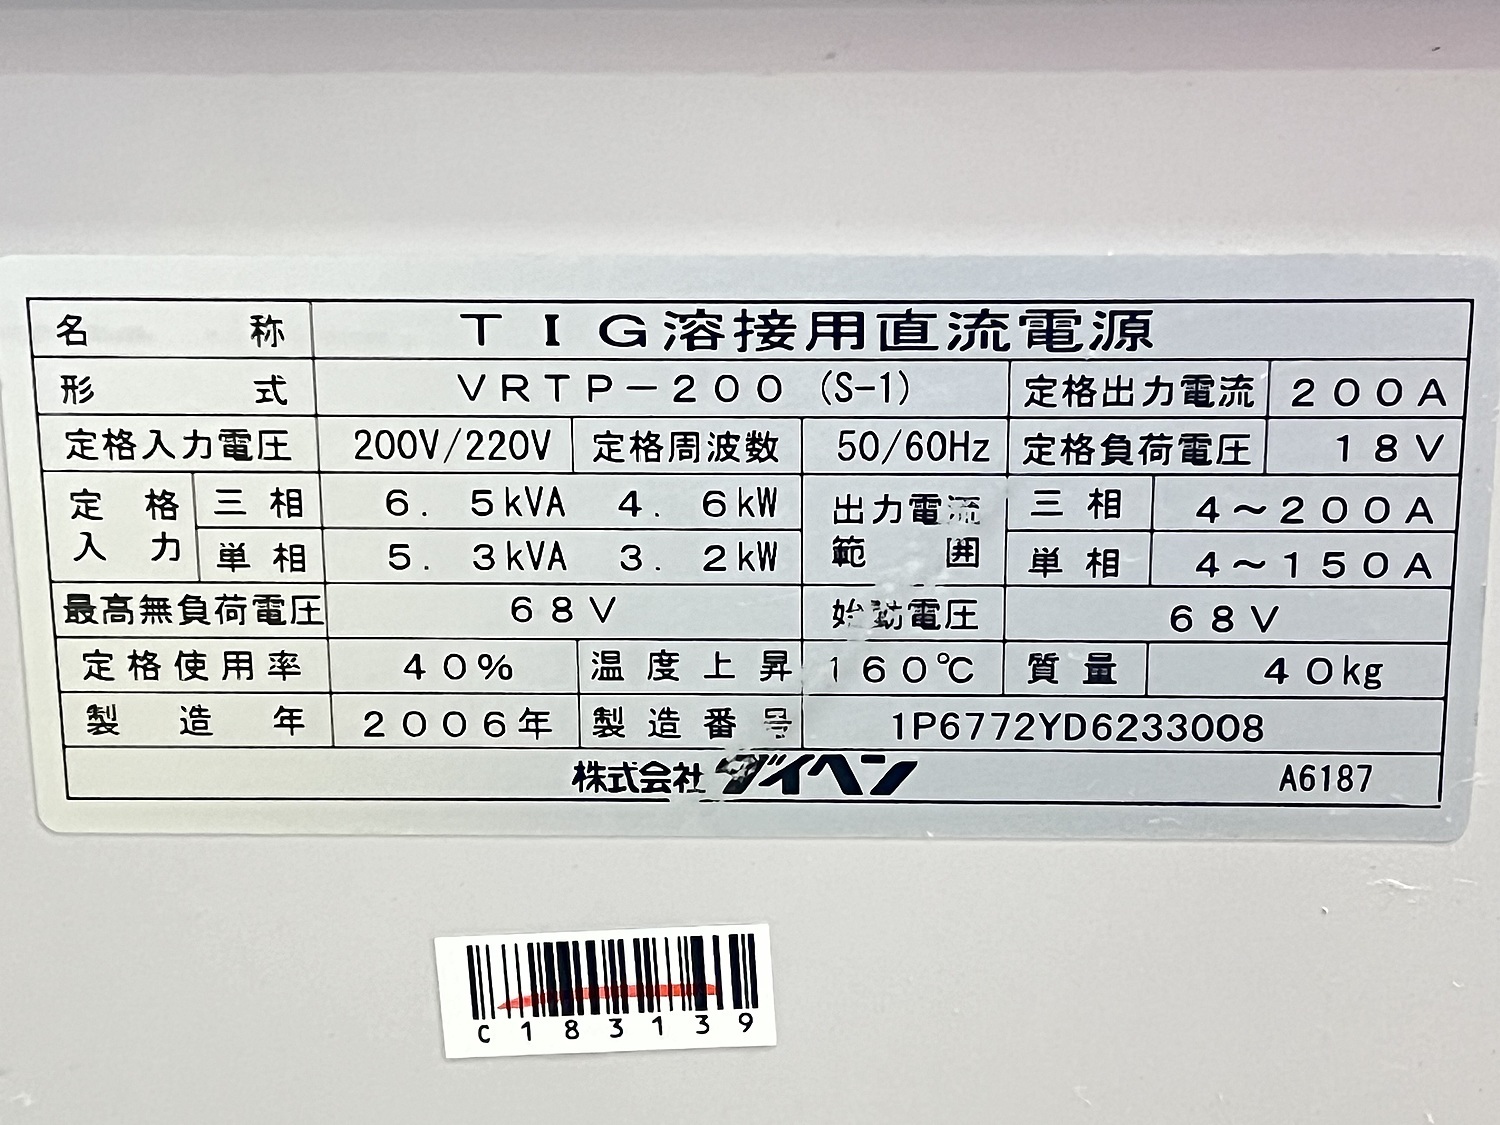 名称 TIG溶接用直流電源
形式 VRTP-200 (S-1) 定格出力電流 200A
定格入力電圧 200V/220V 定格周波数 50/60Hz 定格負荷電圧 18V
定格入力 三相 6.5kVA 4.6kW 出力電流範囲 三相 4~200A
単相 5.3kVA 3.2kW 単相 4~150A
最高無負荷電圧 68V 始動電圧 68V
定格使用率 40% 温度上昇 160℃ 質量 40kg
製造年 2006年 製造番号 1P6772YD6233008
株式会社ダイヘン A6187
C183139